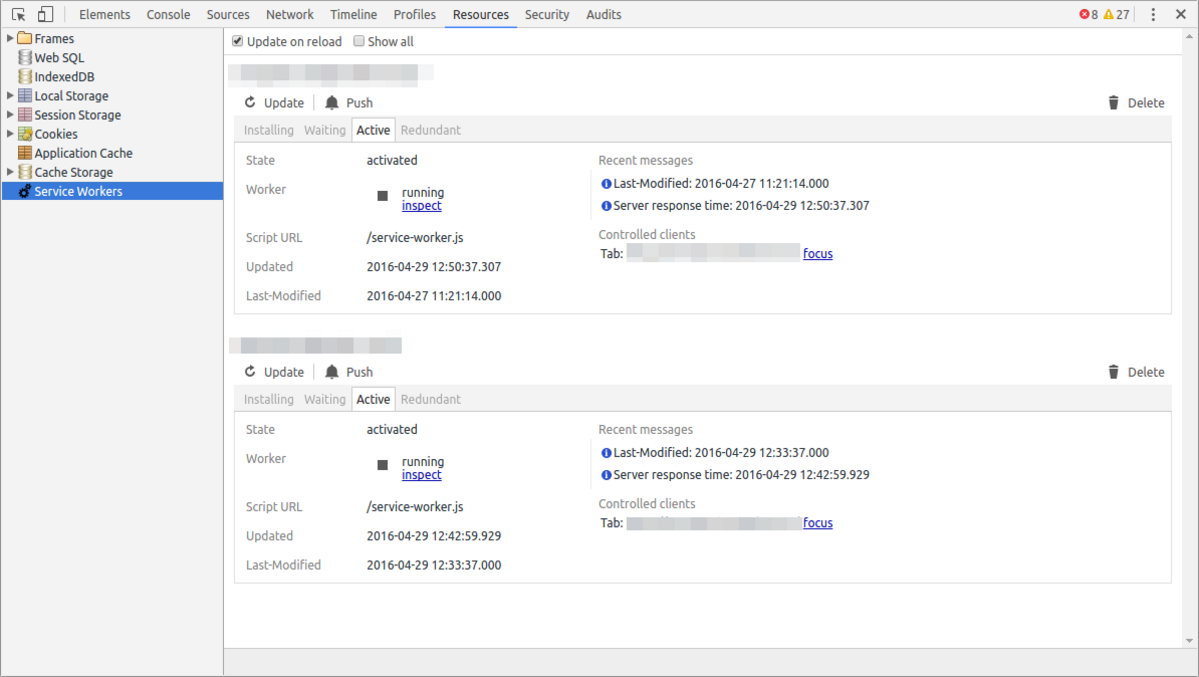 Elements Console Sources Network Timeline Profiles Resources Security Audits 8 27
Frames
Web SQL
IndexedDB
Local Storage
Session Storage
Cookies
Application Cache
Cache Storage
Service Workers
Update on reload Show all
Update Push Delete
Installing Waiting Active Redundant
State activated
Worker running
inspect
Script URL /service-worker.js
Updated 2016-04-29 12:50:37.307
Last-Modified 2016-04-27 11:21:14.000
Recent messages
Last-Modified: 2016-04-27 11:21:14.000
Server response time: 2016-04-29 12:50:37.307
Controlled clients
Tab: focus
Update Push Delete
Installing Waiting Active Redundant
State activated
Worker running
inspect
Script URL /service-worker.js
Updated 2016-04-29 12:42:59.929
Last-Modified 2016-04-29 12:33:37.000
Recent messages
Last-Modified: 2016-04-29 12:33:37.000
Server response time: 2016-04-29 12:42:59.929
Controlled clients
Tab: focus